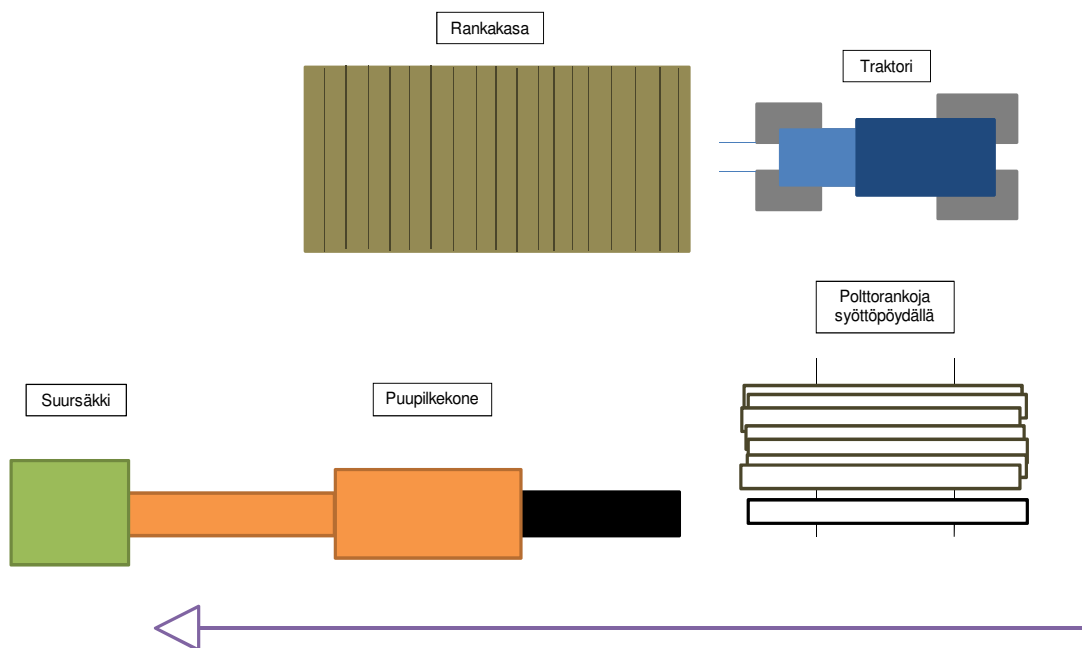 Rankakasa
Traktori
Polttorankoja
syöttöpöydällä
Suursäkki
Puupilkekone